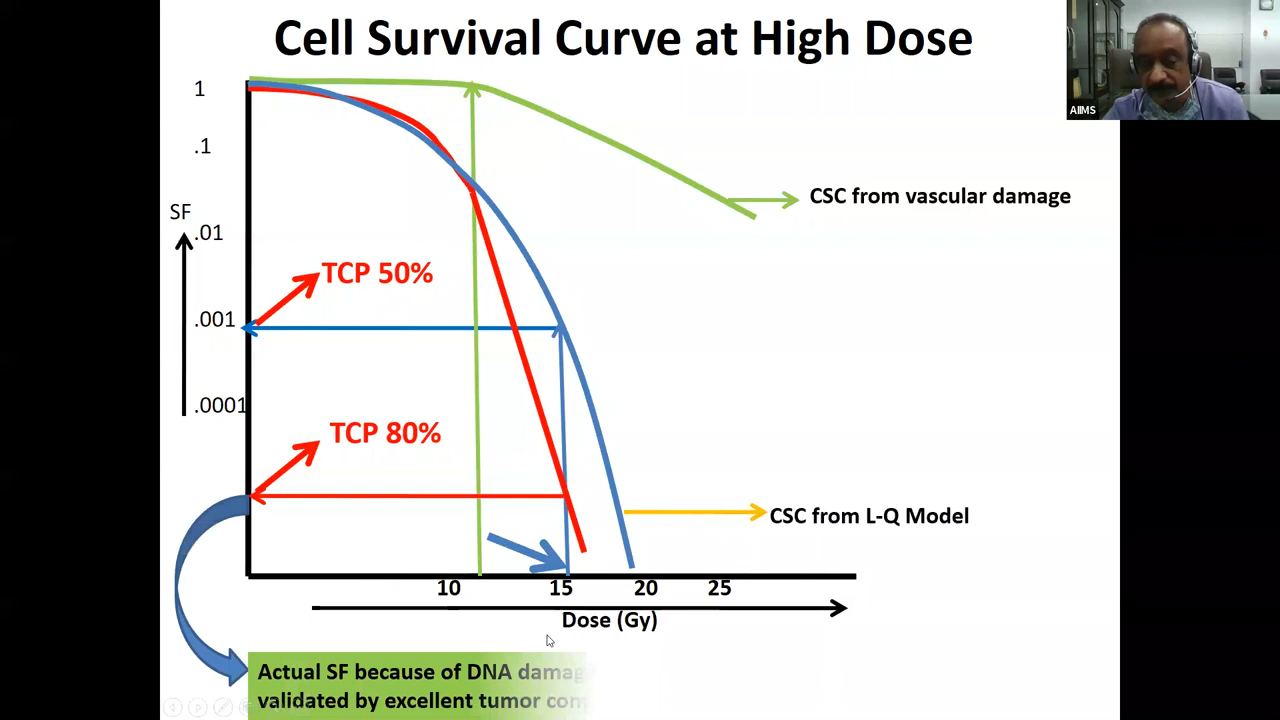 Cell Survival Curve at High Dose
AIIMS
1
.1
SF
.01
.001
.0001
CSC from vascular damage
TCP 50%
TCP 80%
CSC from L-Q Model
10 15 20 25
Dose (Gy)
Actual SF because of DNA
validated by excellent tumor